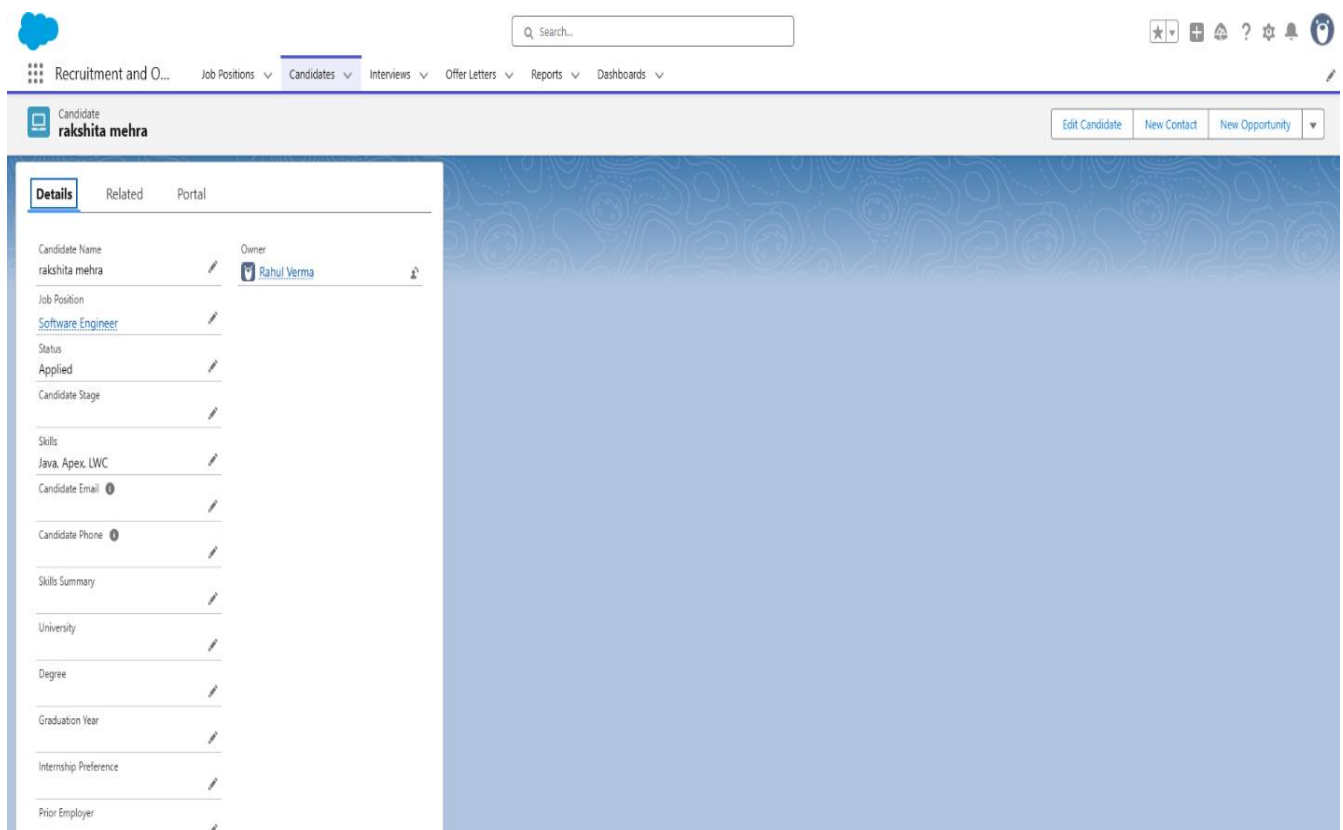 Search...
Recruitment and O...
Job Positions
Candidates
Interviews
Offer Letters
Reports
Dashboards
Candidate
rakshita mehra
Edit Candidate
New Contact
New Opportunity
Details
Related
Portal
Candidate Name
rakshita mehra
Owner
Rahul Verma
Job Position
Software Engineer
Status
Applied
Candidate Stage
Skills
Java, Apex, LWC
Candidate Email
Candidate Phone
Skills Summary
University
Degree
Graduation Year
Internship Preference
Prior Employer